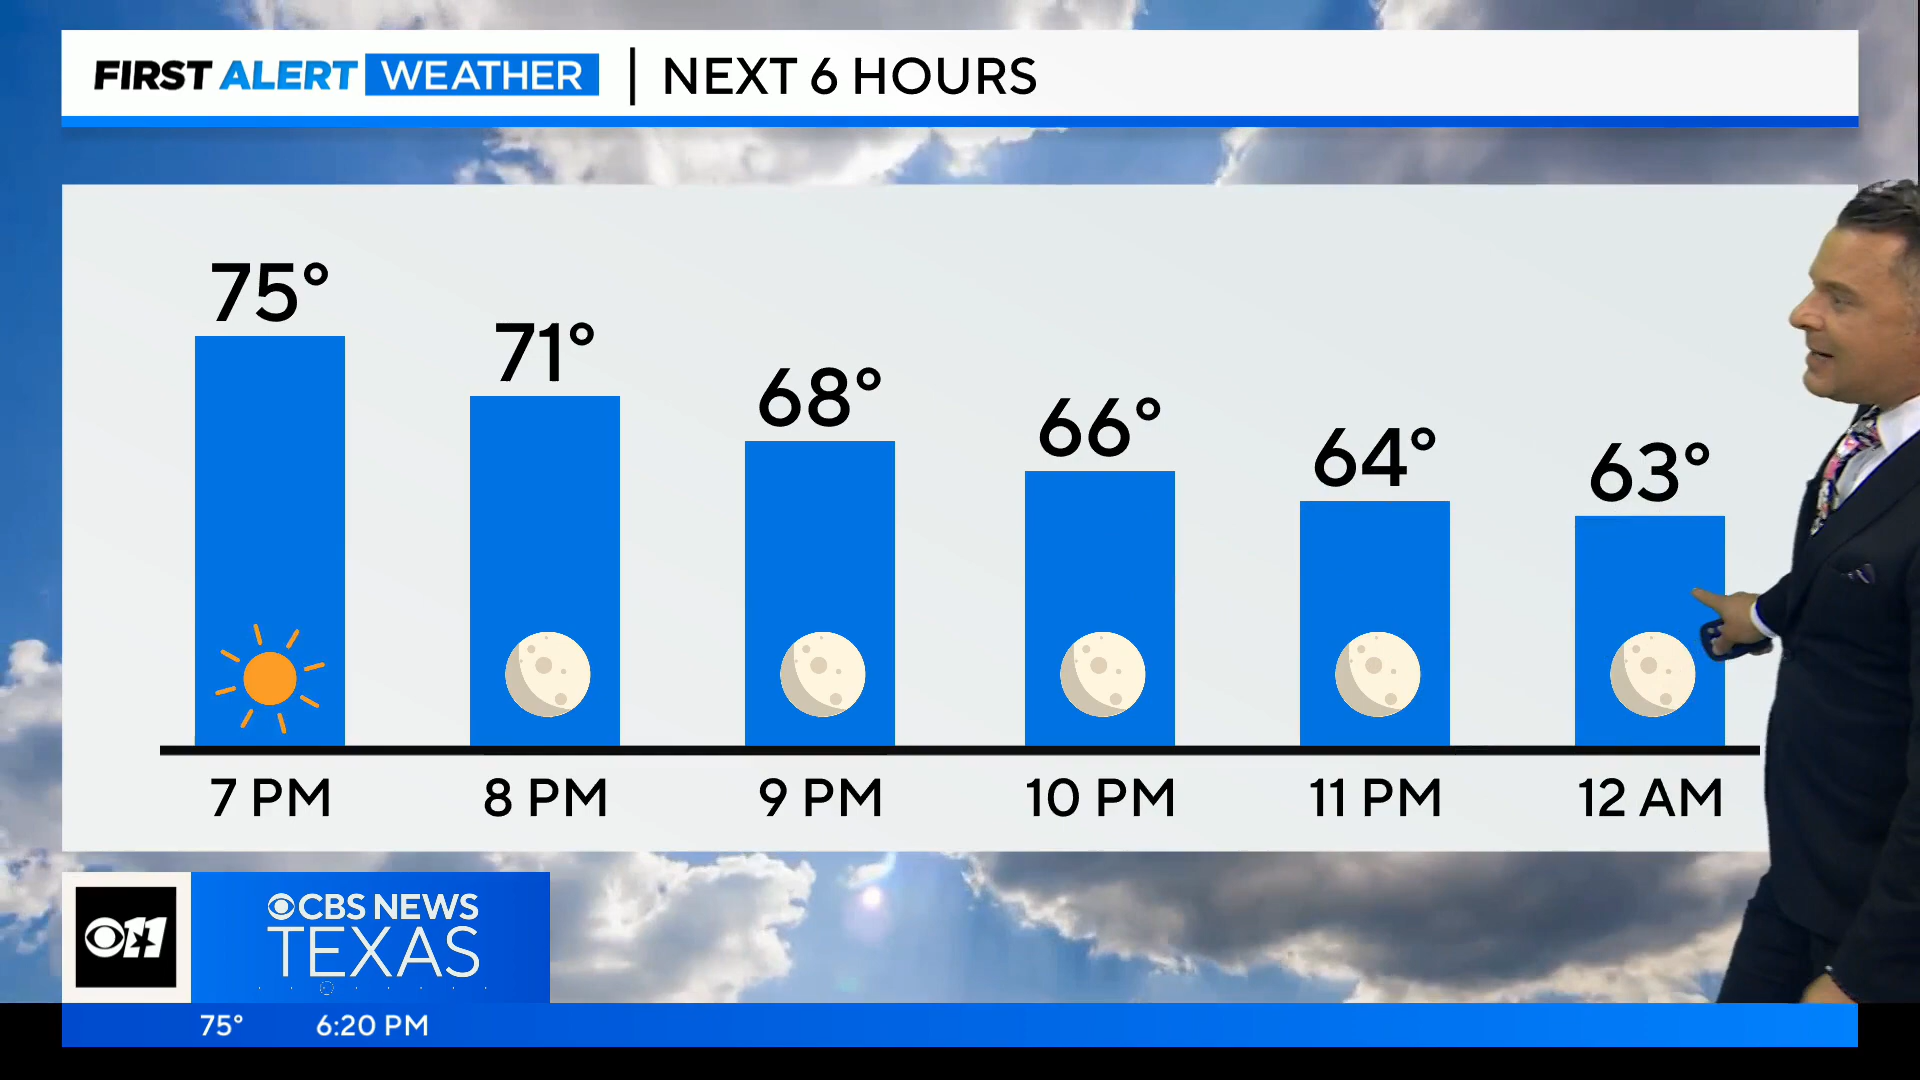 FIRST ALERT WEATHER | NEXT 6 HOURS
75° 71° 68° 66° 64° 63°
7 PM 8 PM 9 PM 10 PM 11 PM 12 AM
11 CBS NEWS
TEXAS
75° 6:20 PM